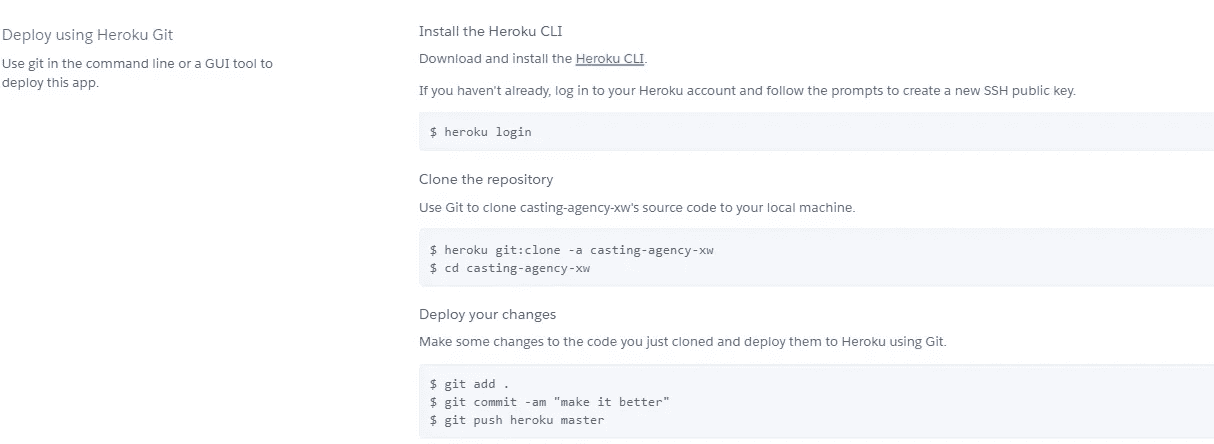 Deploy using Heroku Git
Use git in the command line or a GUI tool to
deploy this app.
Install the Heroku CLI
Download and install the Heroku CLI.
If you haven't already, log in to your Heroku account and follow the prompts to create a new SSH public key.
$ heroku login
Clone the repository
Use Git to clone casting-agency-xw's source code to your local machine.
$ heroku git:clone -a casting-agency-xw
$ cd casting-agency-xw
Deploy your changes
Make some changes to the code you just cloned and deploy them to Heroku using Git.
$ git add .
$ git commit -am "make it better"
$ git push heroku master